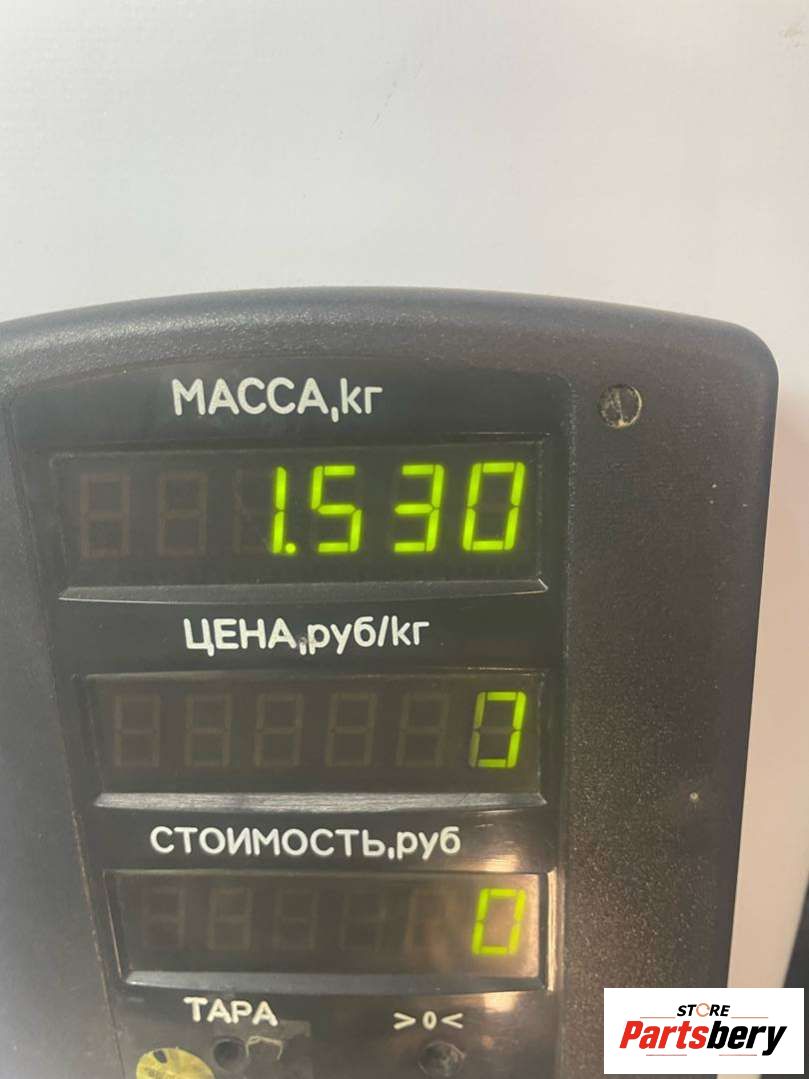 МАССА,кг
1.530
ЦЕНА,руб/кг
0
СТОИМОСТЬ,руб
0
ТАРА >0<
STORE
Partsbery